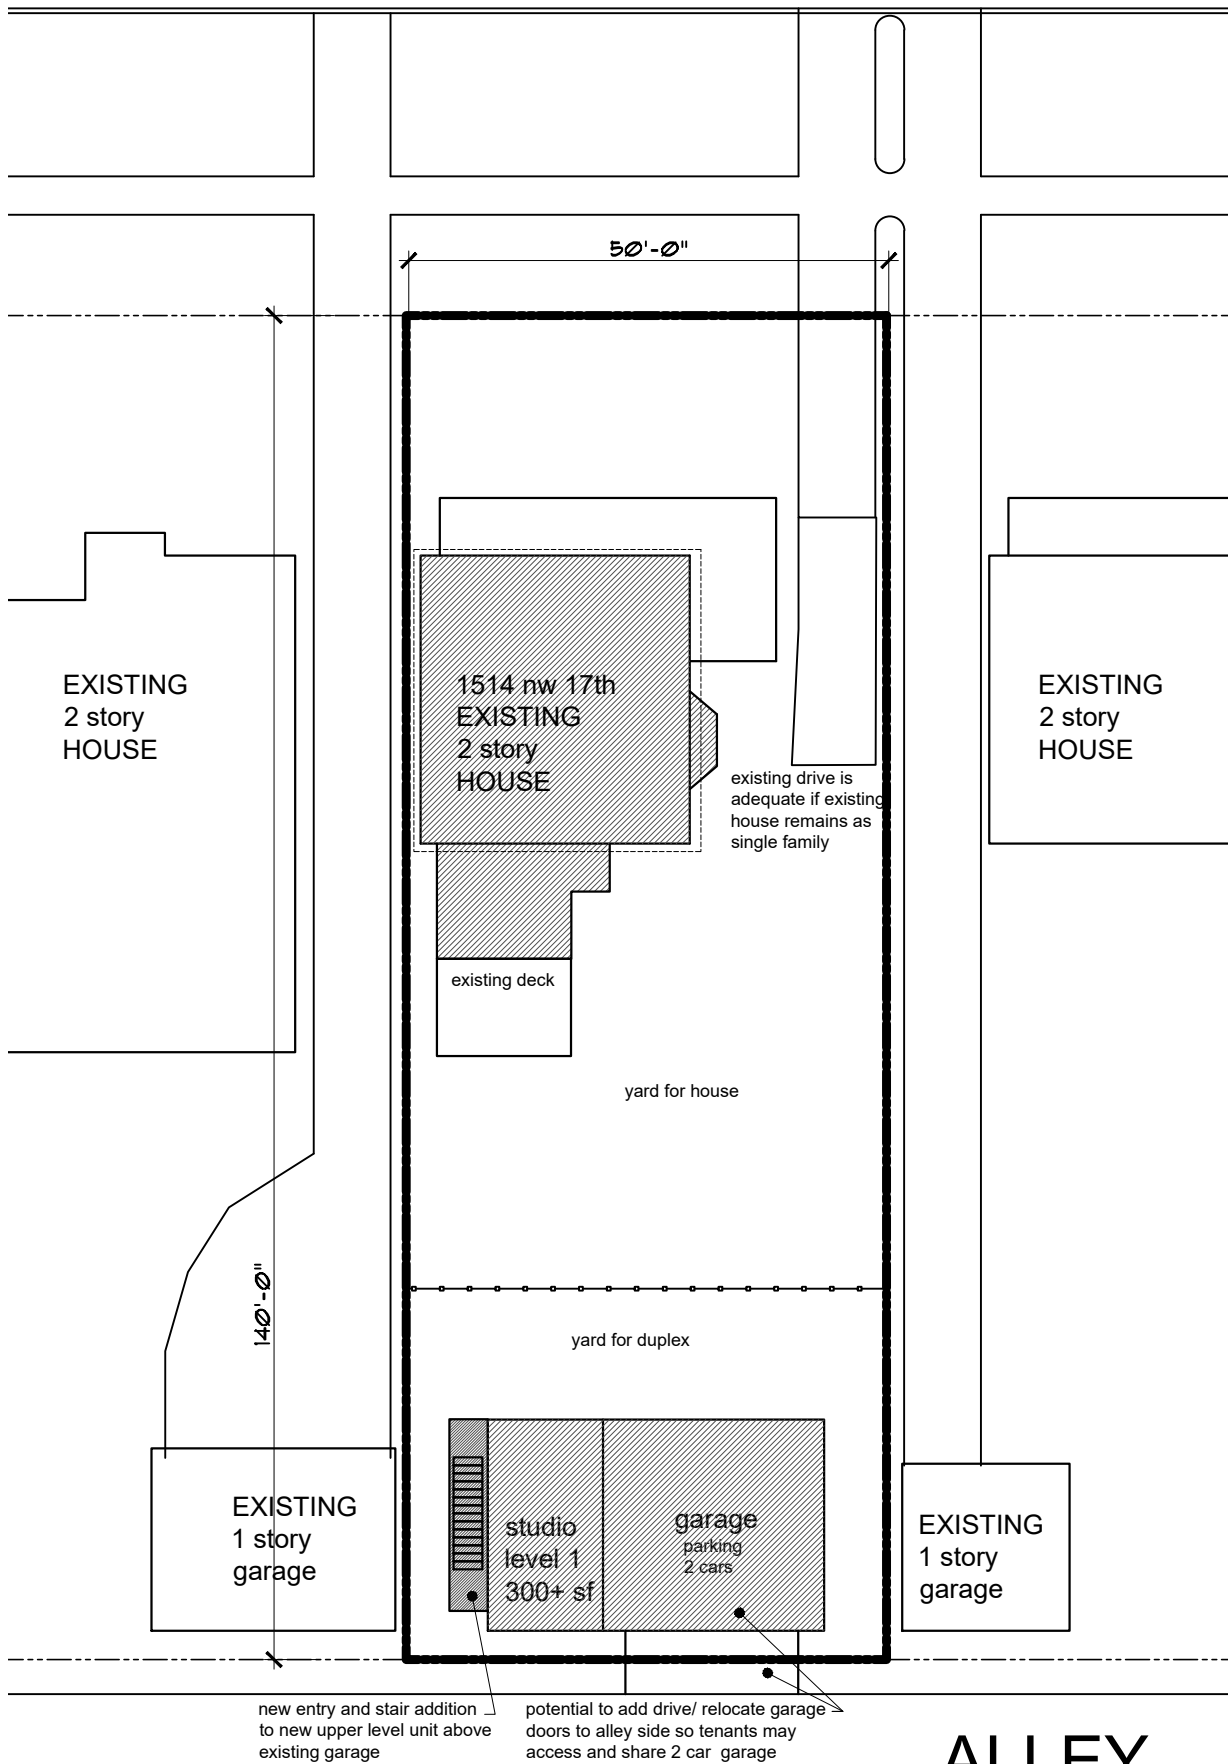 50'-0"
EXISTING
2 story
HOUSE
1514 nw 17th
EXISTING
2 story
HOUSE
EXISTING
2 story
HOUSE
existing drive is
adequate if existing
house remains as
single family
existing deck
yard for house
140'-0"
yard for duplex
EXISTING
1 story
garage
studio
level 1
300+ sf
garage
parking
2 cars
EXISTING
1 story
garage
new entry and stair addition
to new upper level unit above
existing garage
potential to add drive/ relocate garage
doors to alley side so tenants may
access and share 2 car garage
ALLEY